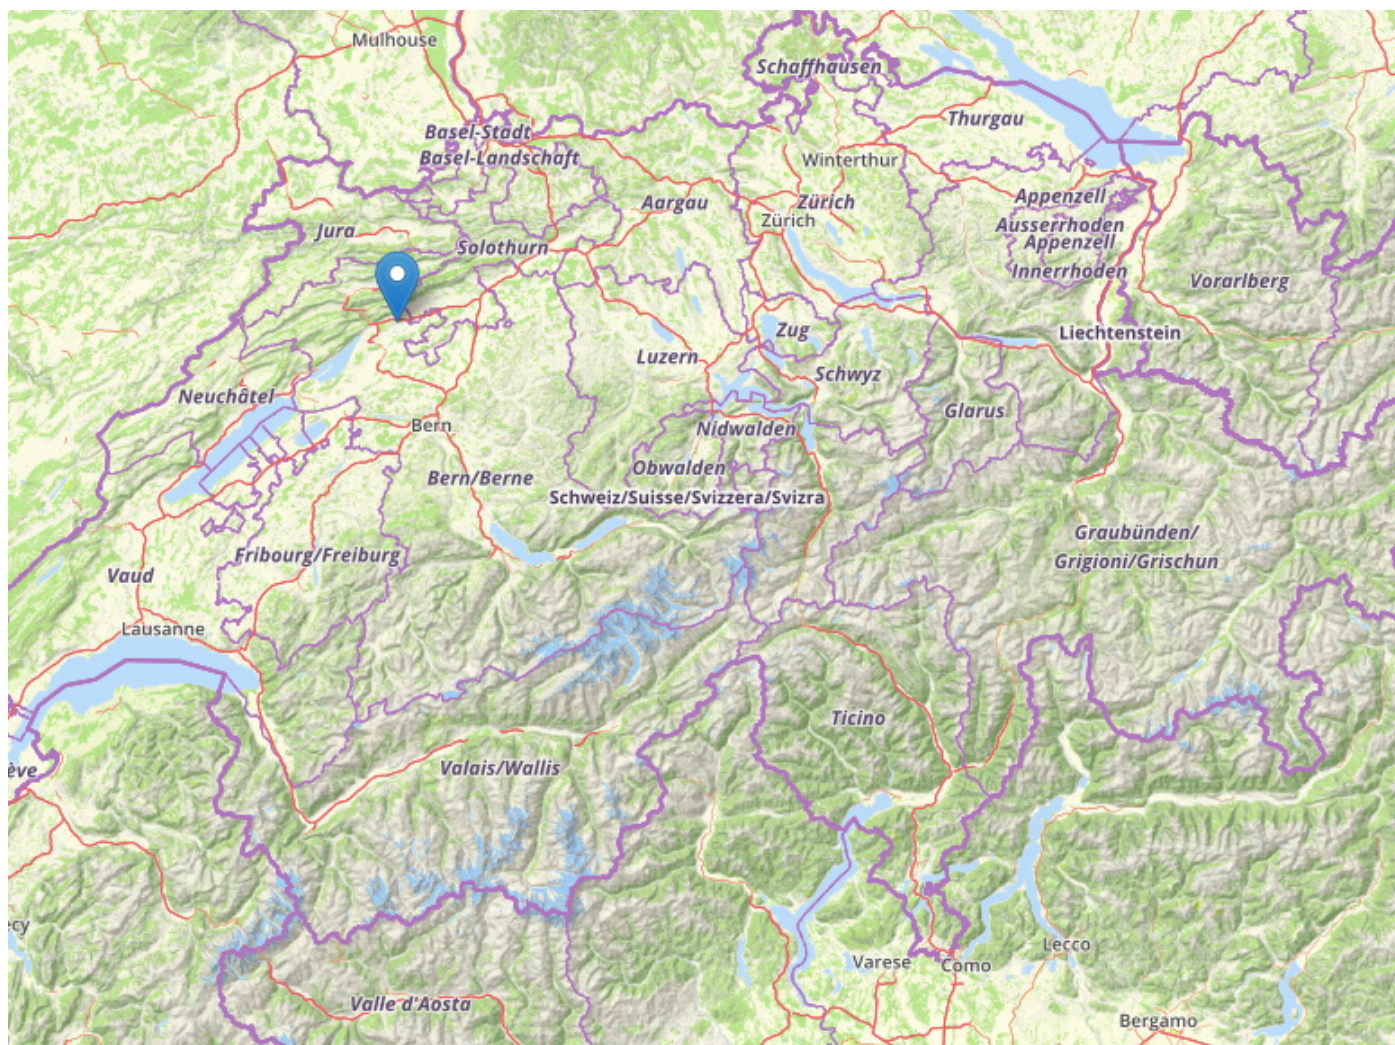 Mulhouse
Schaffhausen
Basel-Stadt
Basel-Landschaft
Thurgau
Winterthur
Aargau
Zürich
Zürich
Appenzell
Ausserrhoden
Appenzell
Innerrhoden
Jura
Solothurn
Vorarlberg
Zug
Liechtenstein
Luzern
Schwyz
Neuchâtel
Glarus
Bern
Nidwalden
Obwalden
Bern/Berne
Schweiz/Suisse/Svizzera/Svizra
Graubünden/
Grigioni/Grischun
Fribourg/Freiburg
Vaud
Lausanne
Ticino
Valais/Wallis
ève
ecy
Lecco
Varese
Como
Valle d'Aosta
Bergamo